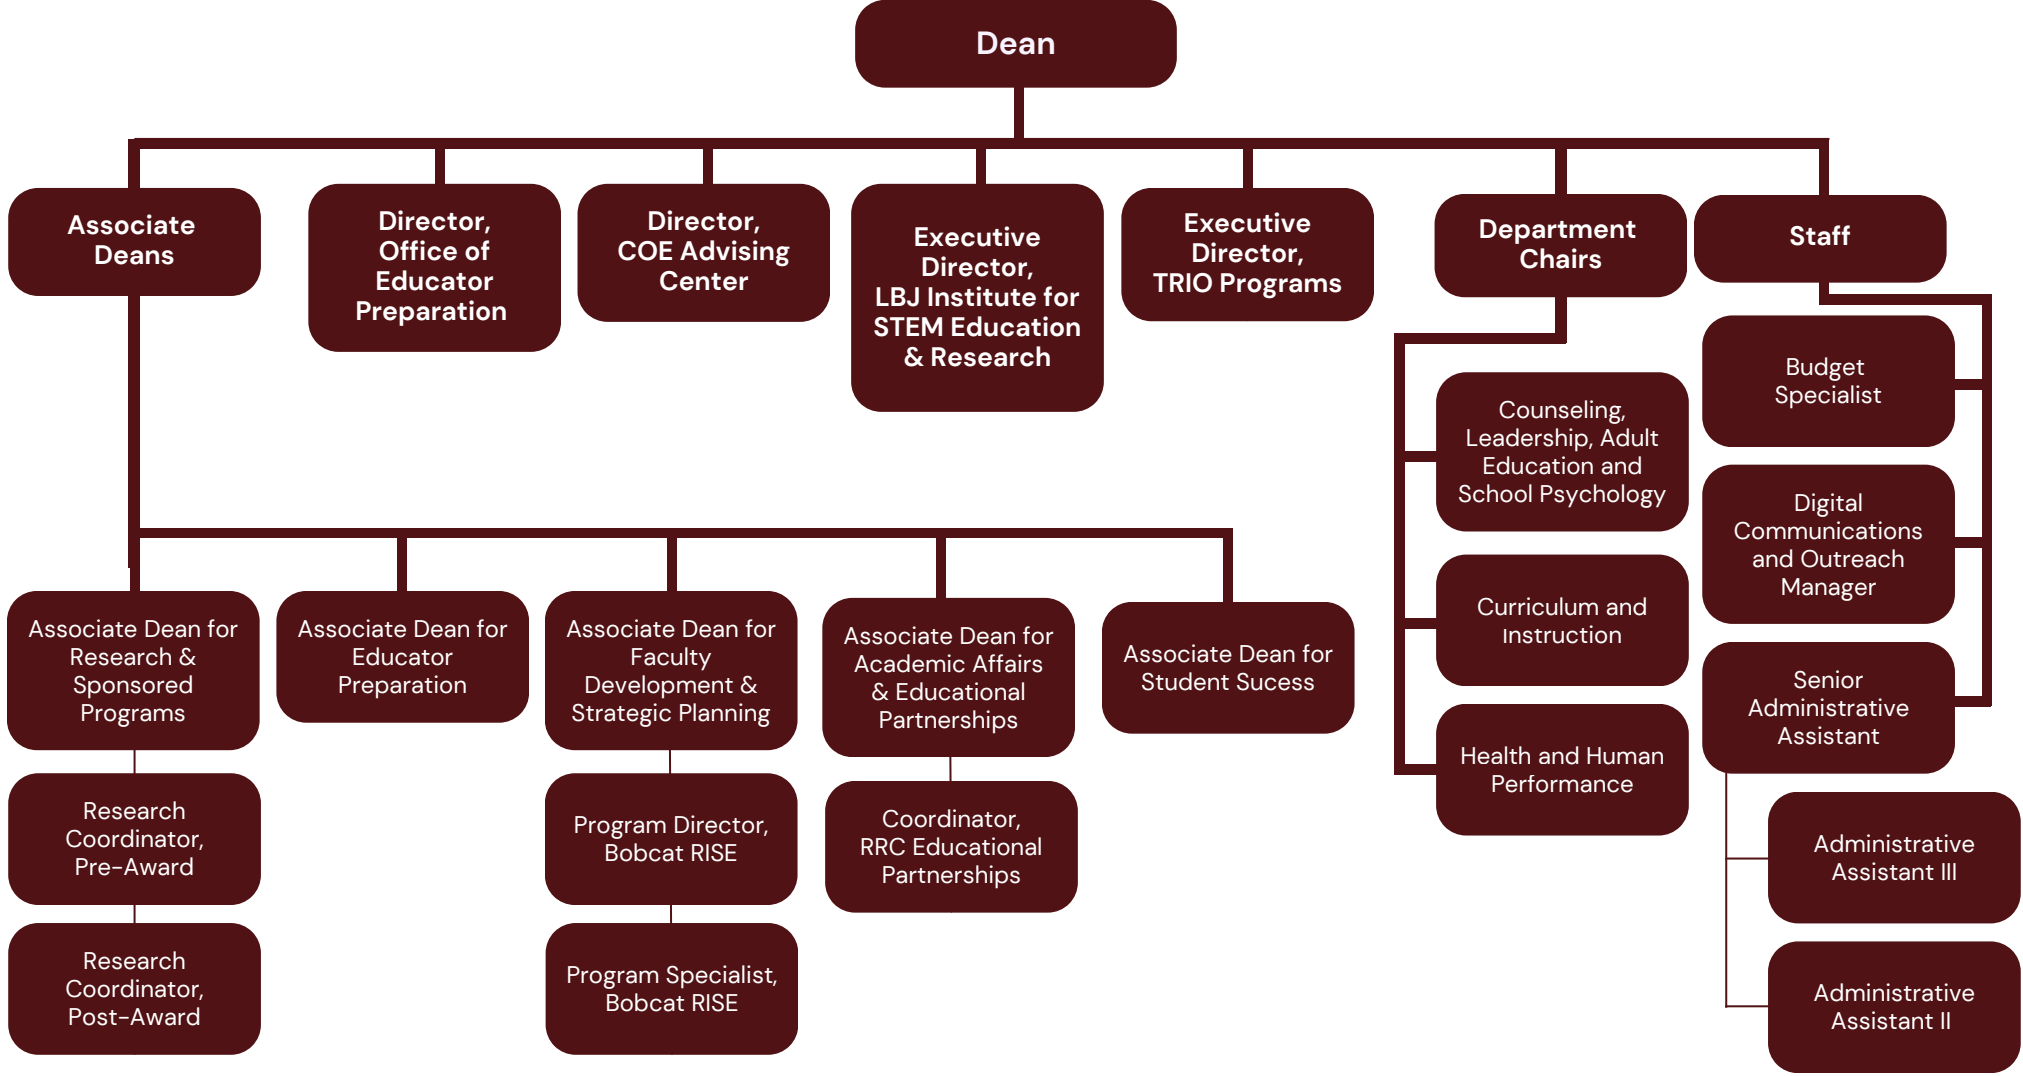 Dean
Associate
Deans
Director,
Office of
Educator
Preparation
Director,
COE Advising
Center
Executive
Director,
LBJ Institute for
STEM Education
& Research
Executive
Director,
TRIO Programs
Department
Chairs
Staff
Associate Dean for
Research &
Sponsored
Programs
Research
Coordinator,
Pre-Award
Research
Coordinator,
Post-Award
Associate Dean for
Educator
Preparation
Associate Dean for
Faculty
Development &
Strategic Planning
Program Director,
Bobcat RISE
Program Specialist,
Bobcat RISE
Associate Dean for
Academic Affairs
& Educational
Partnerships
Coordinator,
RRC Educational
Partnerships
Associate Dean for
Student Sucess
Counseling,
Leadership, Adult
Education and
School Psychology
Curriculum and
Instruction
Health and Human
Performance
Budget
Specialist
Digital
Communications
and Outreach
Manager
Senior
Administrative
Assistant
Administrative
Assistant III
Administrative
Assistant II